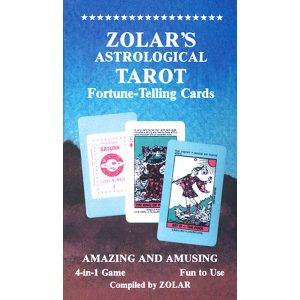 ZOLAR'S
ASTROLOGICAL
TAROT
Fortune-Telling Cards
SATURN
AMAZING AND AMUSING
4-in-1 Game
Fun to Use
Compiled by ZOLAR